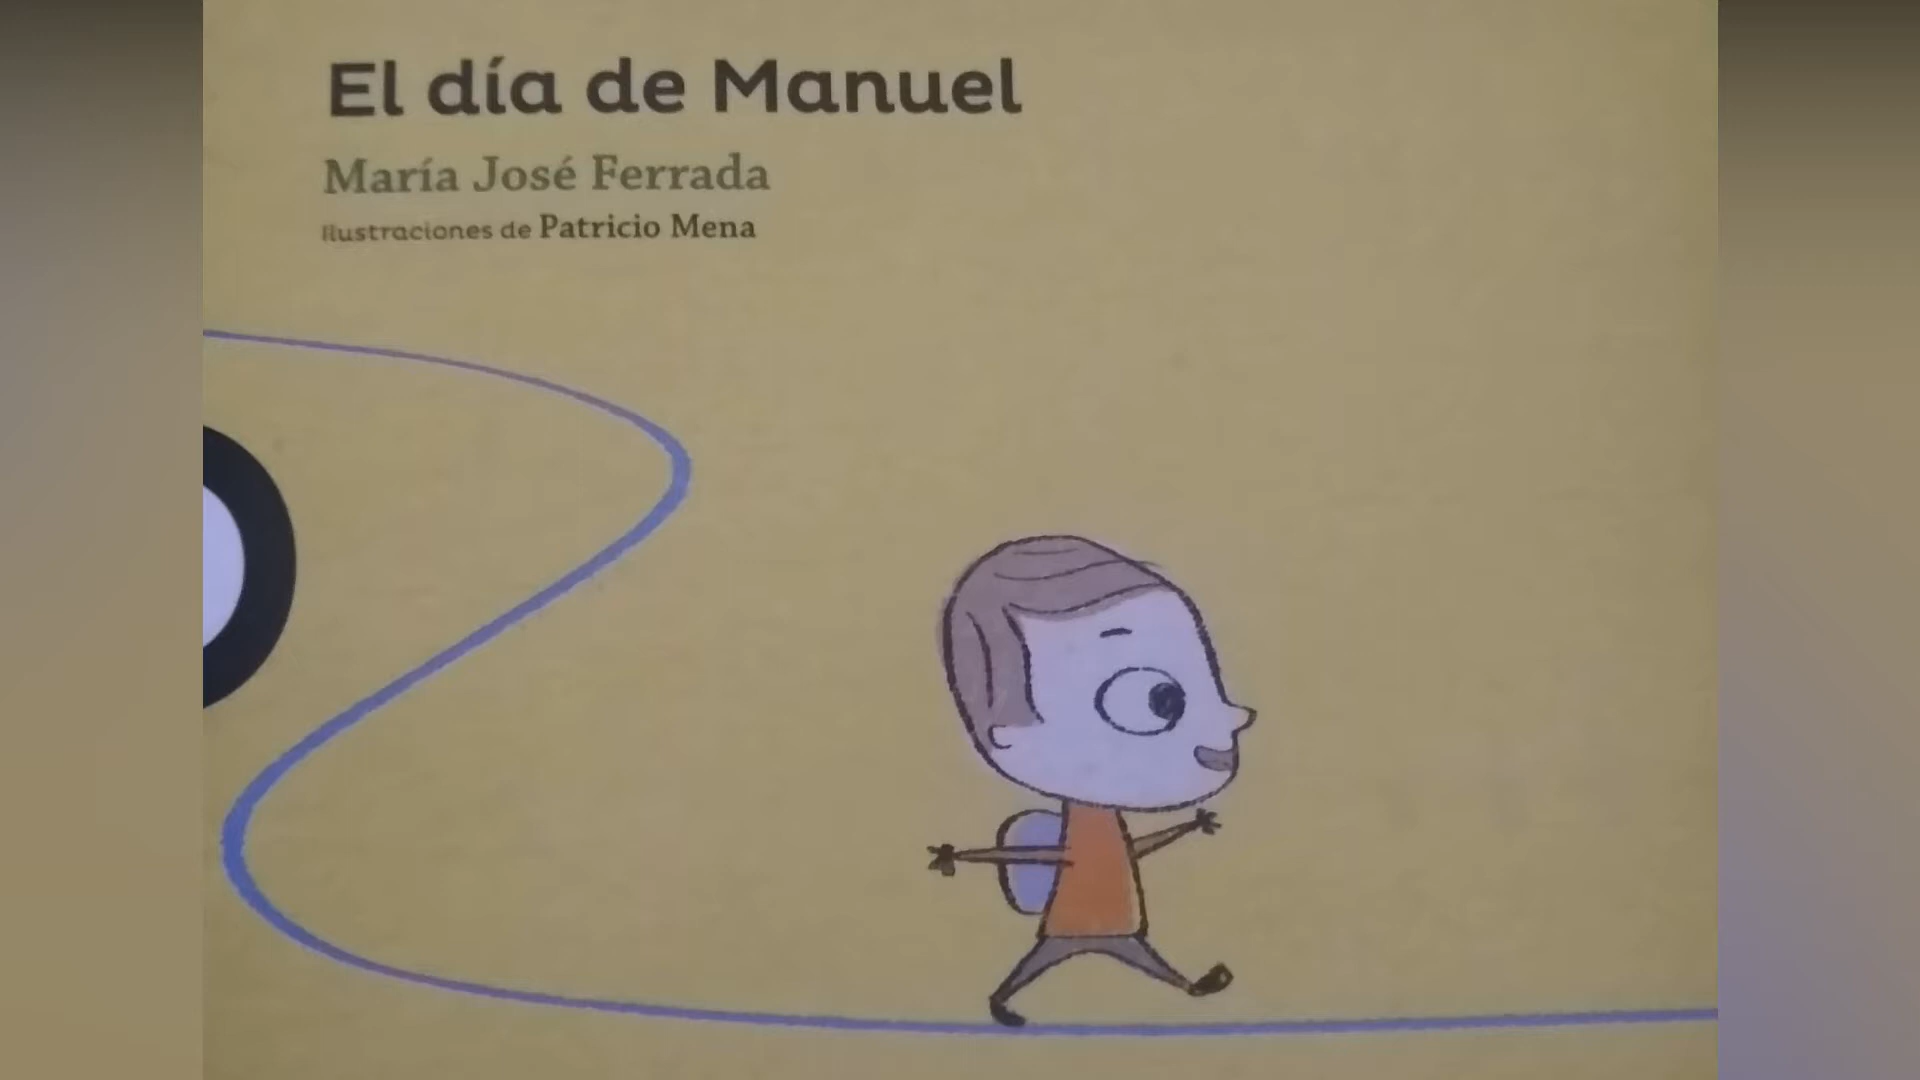 El día de Manuel
María José Ferrada
Ilustraciones de Patricio Mena